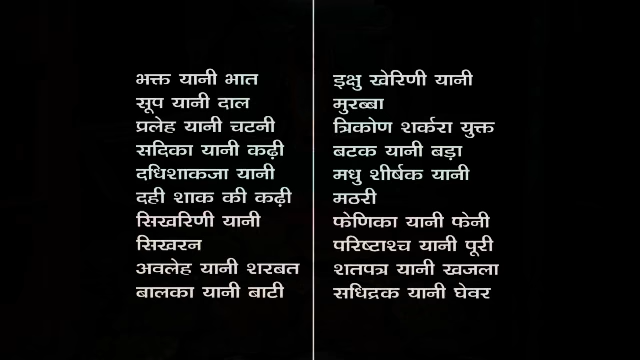 भक्त यानी भात
सूप यानी दाल
प्रलेह यानी चटनी
सदिका यानी कढ़ी
दधिशाकजा यानी
दही शाक की कढ़ी
सिखरिणी यानी
सिखरन
अवलेह यानी शरबत
बालका यानी बाटी
इक्षु खेरिणी यानी
मुरब्बा
त्रिकोण शर्करा युक्त
बटक यानी बड़ा
मधु शीर्षक यानी
मठरी
फेणिका यानी फेनी
परिष्टाश्च यानी पूरी
शतपत्र यानी खजला
सधिद्रक यानी घेवर